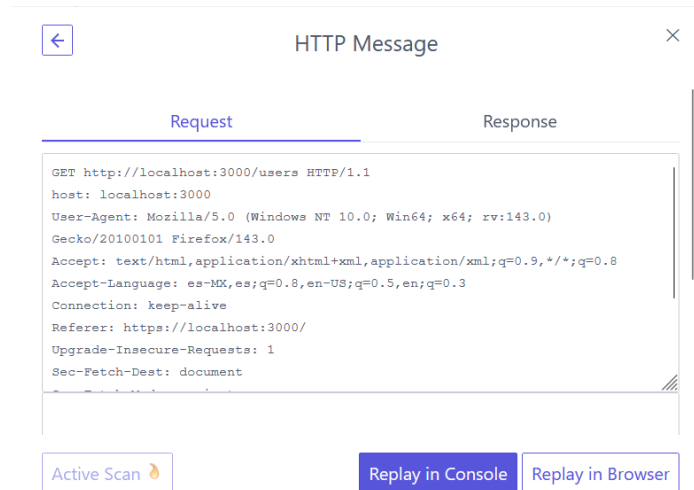 HTTP Message
Request
Response
GET http://localhost:3000/users HTTP/1.1
host: localhost:3000
User-Agent: Mozilla/5.0 (Windows NT 10.0; Win64; x64; rv:143.0)
Gecko/20100101 Firefox/143.0
Accept: text/html,application/xhtml+xml,application/xml;q=0.9,*/*;q=0.8
Accept-Language: es-MX,es;q=0.8,en-US;q=0.5,en;q=0.3
Connection: keep-alive
Referer: https://localhost:3000/
Upgrade-Insecure-Requests: 1
Sec-Fetch-Dest: document
Active Scan
Replay in Console
Replay in Browser